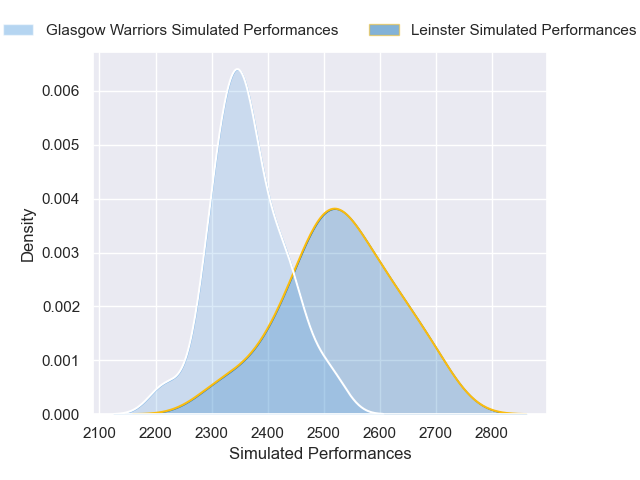 Glasgow Warriors Simulated Performances Leinster Simulated Performances
0.006
0.005
0.004
0.003
0.002
0.001
0.000
Density
2100 2200 2300 2400 2500 2600 2700 2800
Simulated Performances